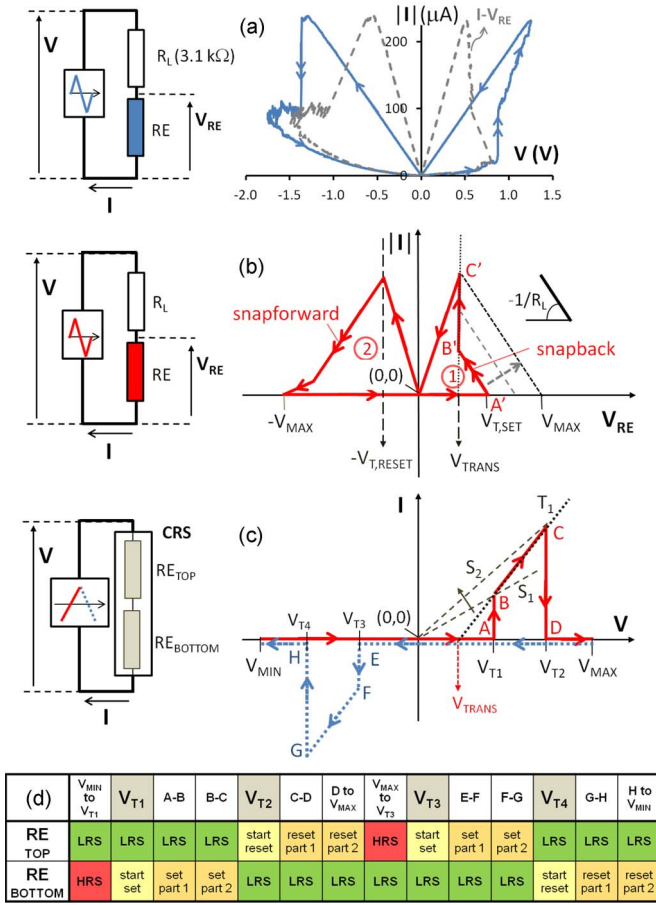 (a)
V
R_L (3.1 kΩ)
RE
V_RE
I
|I| (μA)
I-V_RE
200
100
0
V (V)
-2.0 -1.5 -1.0 -0.5 0.0 0.5 1.0 1.5
(b)
V
R_L
RE
V_RE
I
|I|
C'
-1/R_L
snapforward
2
B'
snapback
(0,0)
1
A'
-V_MAX
V_T,SET
V_MAX
V_RE
-V_T,RESET
V_TRANS
(c)
CRS
V
RE_TOP
RE_BOTTOM
I
I
T_1
C
S_2
S_1
B
V_T4 V_T3 (0,0)
A
D
V
V_MIN
H
E
V_T1 V_T2 V_MAX
F
V_TRANS
G
(d) V_MIN to V_T1 V_T1 A-B B-C V_T2 C-D D to V_MAX V_MAX to V_T3 V_T3 E-F F-G V_T4 G-H H to V_MIN
RE TOP LRS LRS LRS LRS start reset reset part 1 reset part 2 HRS start set set part 1 set part 2 LRS LRS LRS
RE BOTTOM HRS start set set part 1 set part 2 LRS LRS LRS LRS LRS LRS LRS start reset reset part 1 reset part 2